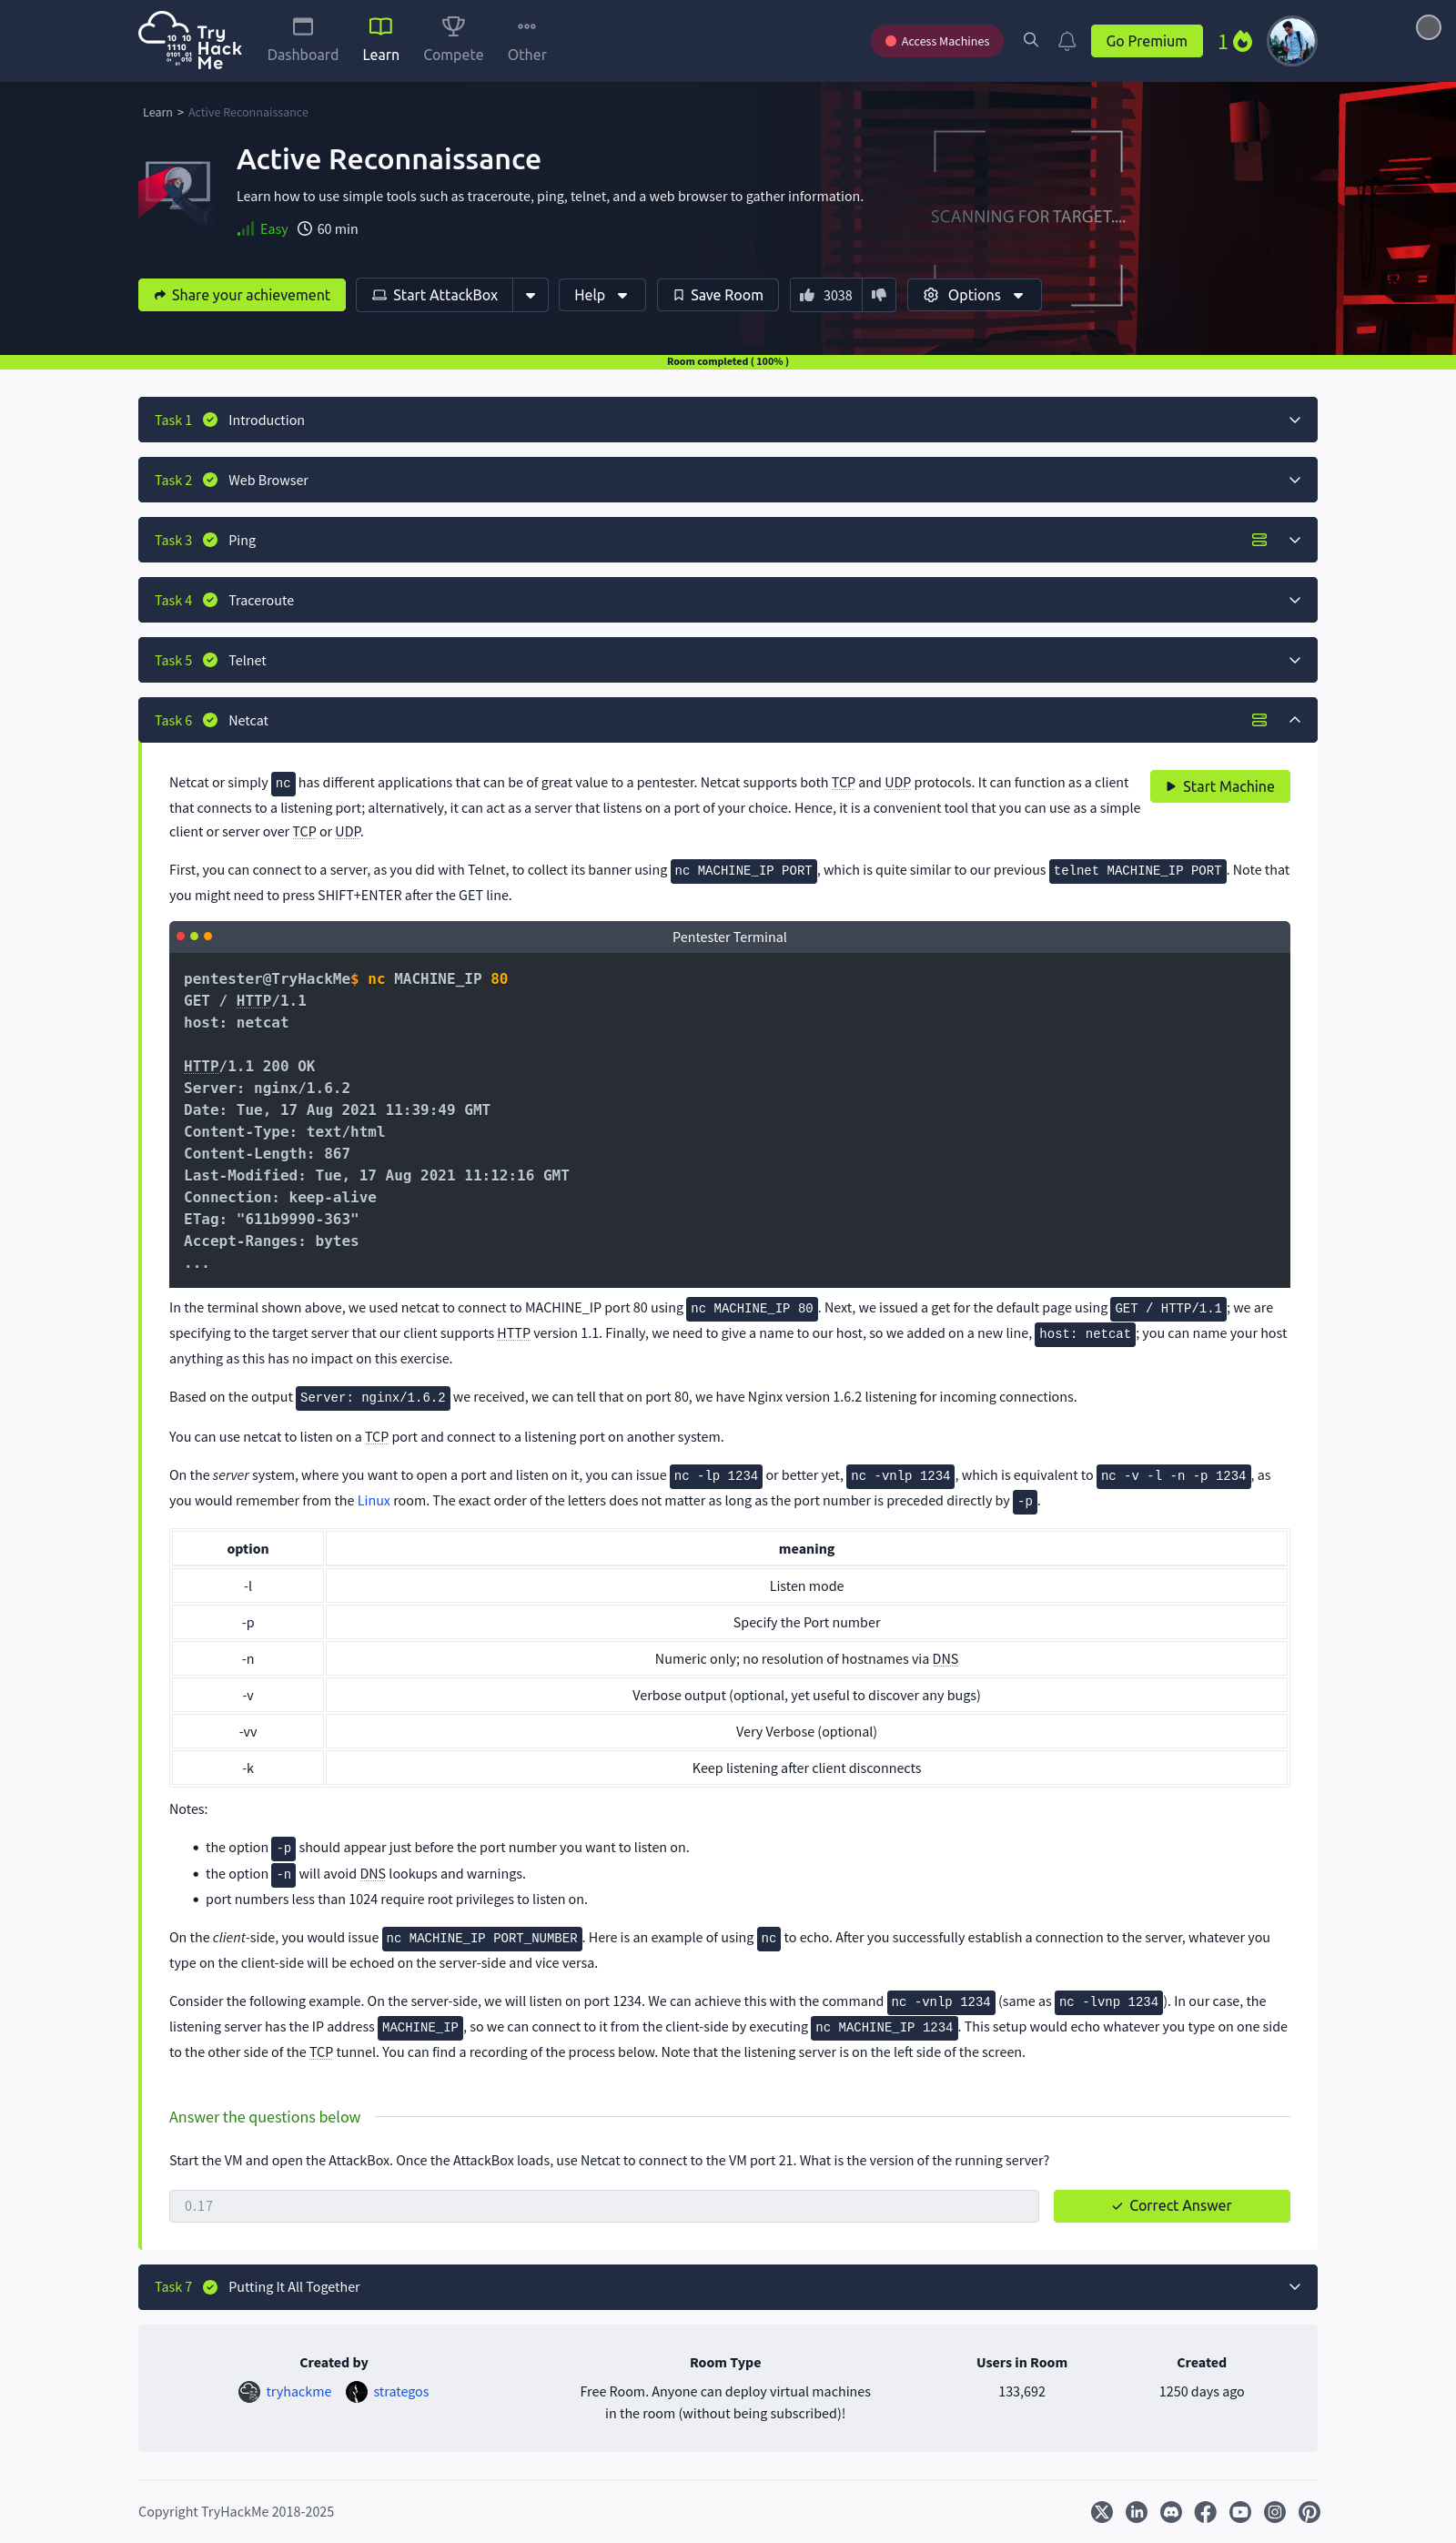 Try
Hack
Me
10 10
1110
0101 010
01
Dashboard
Learn
Compete
Other
Access Machines
Go Premium
1
Learn > Active Reconnaissance
Active Reconnaissance
Learn how to use simple tools such as traceroute, ping, telnet, and a web browser to gather information.
SCANNING FOR TARGET....
Easy 60 min
Share your achievement
Start AttackBox
Help
Save Room
3038
Options
Room completed ( 100% )
Task 1 Introduction
Task 2 Web Browser
Task 3 Ping
Task 4 Traceroute
Task 5 Telnet
Task 6 Netcat
Start Machine
Netcat or simply nc has different applications that can be of great value to a pentester. Netcat supports both TCP and UDP protocols. It can function as a client
that connects to a listening port; alternatively, it can act as a server that listens on a port of your choice. Hence, it is a convenient tool that you can use as a simple
client or server over TCP or UDP.
First, you can connect to a server, as you did with Telnet, to collect its banner using nc MACHINE_IP PORT, which is quite similar to our previous telnet MACHINE_IP PORT. Note that
you might need to press SHIFT+ENTER after the GET line.
Pentester Terminal
pentester@TryHackMe$ nc MACHINE_IP 80
GET / HTTP/1.1
host: netcat
HTTP/1.1 200 OK
Server: nginx/1.6.2
Date: Tue, 17 Aug 2021 11:39:49 GMT
Content-Type: text/html
Content-Length: 867
Last-Modified: Tue, 17 Aug 2021 11:12:16 GMT
Connection: keep-alive
ETag: "611b9990-363"
Accept-Ranges: bytes
...
In the terminal shown above, we used netcat to connect to MACHINE_IP port 80 using nc MACHINE_IP 80. Next, we issued a get for the default page using GET / HTTP/1.1; we are
specifying to the target server that our client supports HTTP version 1.1. Finally, we need to give a name to our host, so we added on a new line, host: netcat; you can name your host
anything as this has no impact on this exercise.
Based on the output Server: nginx/1.6.2 we received, we can tell that on port 80, we have Nginx version 1.6.2 listening for incoming connections.
You can use netcat to listen on a TCP port and connect to a listening port on another system.
On the server system, where you want to open a port and listen on it, you can issue nc -lp 1234 or better yet, nc -vnlp 1234, which is equivalent to nc -v -l -n -p 1234, as
you would remember from the Linux room. The exact order of the letters does not matter as long as the port number is preceded directly by -p.
option meaning
-l Listen mode
-p Specify the Port number
-n Numeric only; no resolution of hostnames via DNS
-v Verbose output (optional, yet useful to discover any bugs)
-vv Very Verbose (optional)
-k Keep listening after client disconnects
Notes:
• the option -p should appear just before the port number you want to listen on.
• the option -n will avoid DNS lookups and warnings.
• port numbers less than 1024 require root privileges to listen on.
On the client-side, you would issue nc MACHINE_IP PORT_NUMBER. Here is an example of using nc to echo. After you successfully establish a connection to the server, whatever you
type on the client-side will be echoed on the server-side and vice versa.
Consider the following example. On the server-side, we will listen on port 1234. We can achieve this with the command nc -vnlp 1234 (same as nc -lvnp 1234). In our case, the
listening server has the IP address MACHINE_IP, so we can connect to it from the client-side by executing nc MACHINE_IP 1234. This setup would echo whatever you type on one side
to the other side of the TCP tunnel. You can find a recording of the process below. Note that the listening server is on the left side of the screen.
Answer the questions below
Start the VM and open the AttackBox. Once the AttackBox loads, use Netcat to connect to the VM port 21. What is the version of the running server?
0.17
Correct Answer
Task 7 Putting It All Together
Created by
tryhackme strategos
Room Type
Free Room. Anyone can deploy virtual machines
in the room (without being subscribed)!
Users in Room
133,692
Created
1250 days ago
Copyright TryHackMe 2018-2025